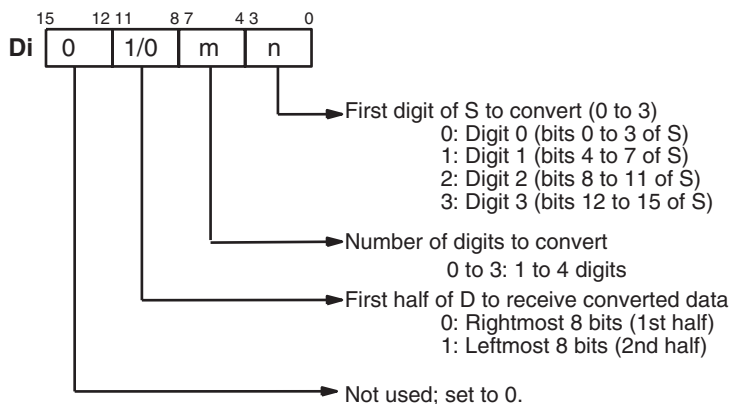 15 12 11 8 7 4 3 0
Di 0 1/0 m n
First digit of S to convert (0 to 3)
0: Digit 0 (bits 0 to 3 of S)
1: Digit 1 (bits 4 to 7 of S)
2: Digit 2 (bits 8 to 11 of S)
3: Digit 3 (bits 12 to 15 of S)
Number of digits to convert
0 to 3: 1 to 4 digits
First half of D to receive converted data
0: Rightmost 8 bits (1st half)
1: Leftmost 8 bits (2nd half)
Not used; set to 0.